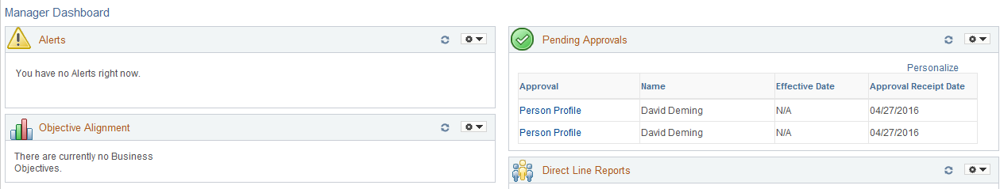 Manager Dashboard
Alerts
You have no Alerts right now.
Objective Alignment
There are currently no Business
Objectives.
Pending Approvals
Personalize
Approval Name Effective Date Approval Receipt Date
Person Profile David Deming N/A 04/27/2016
Person Profile David Deming N/A 04/27/2016
Direct Line Reports